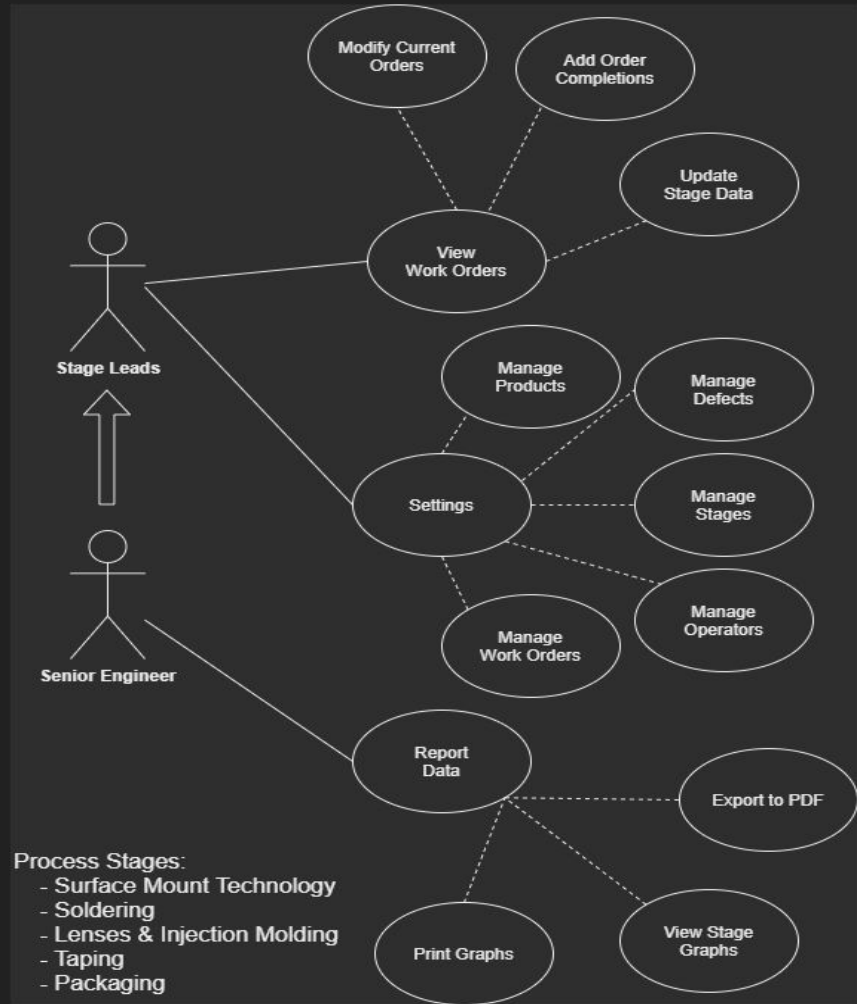 Modify Current
Orders
Add Order
Completions
Update
Stage Data
View
Work Orders
Stage Leads
Manage
Products
Manage
Defects
Settings
Manage
Stages
Manage
Operators
Manage
Work Orders
Senior Engineer
Report
Data
Export to PDF
Print Graphs
View Stage
Graphs
Process Stages:
- Surface Mount Technology
- Soldering
- Lenses & Injection Molding
- Taping
- Packaging